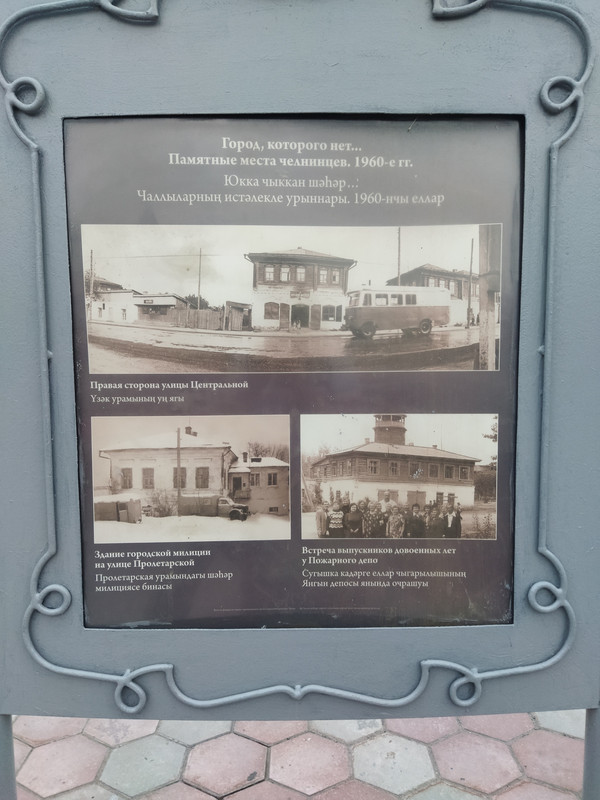 Город, которого нет...
Памятные места челнинцев. 1960-е гг.
Юкка чыккан шәһәр...
Чаллыларның истәлекле урыннары. 1960-нчы еллар
Правая сторона улицы Центральной
Үзәк урамының уң ягы
Здание городской милиции
на улице Пролетарской
Пролетарская урамындагы шәһәр
милициясе бинасы
Встреча выпускников довоенных лет
у Пожарного депо
Сугышка кадәрге еллар чыгарылышының
Янгын депосы янында очрашуы